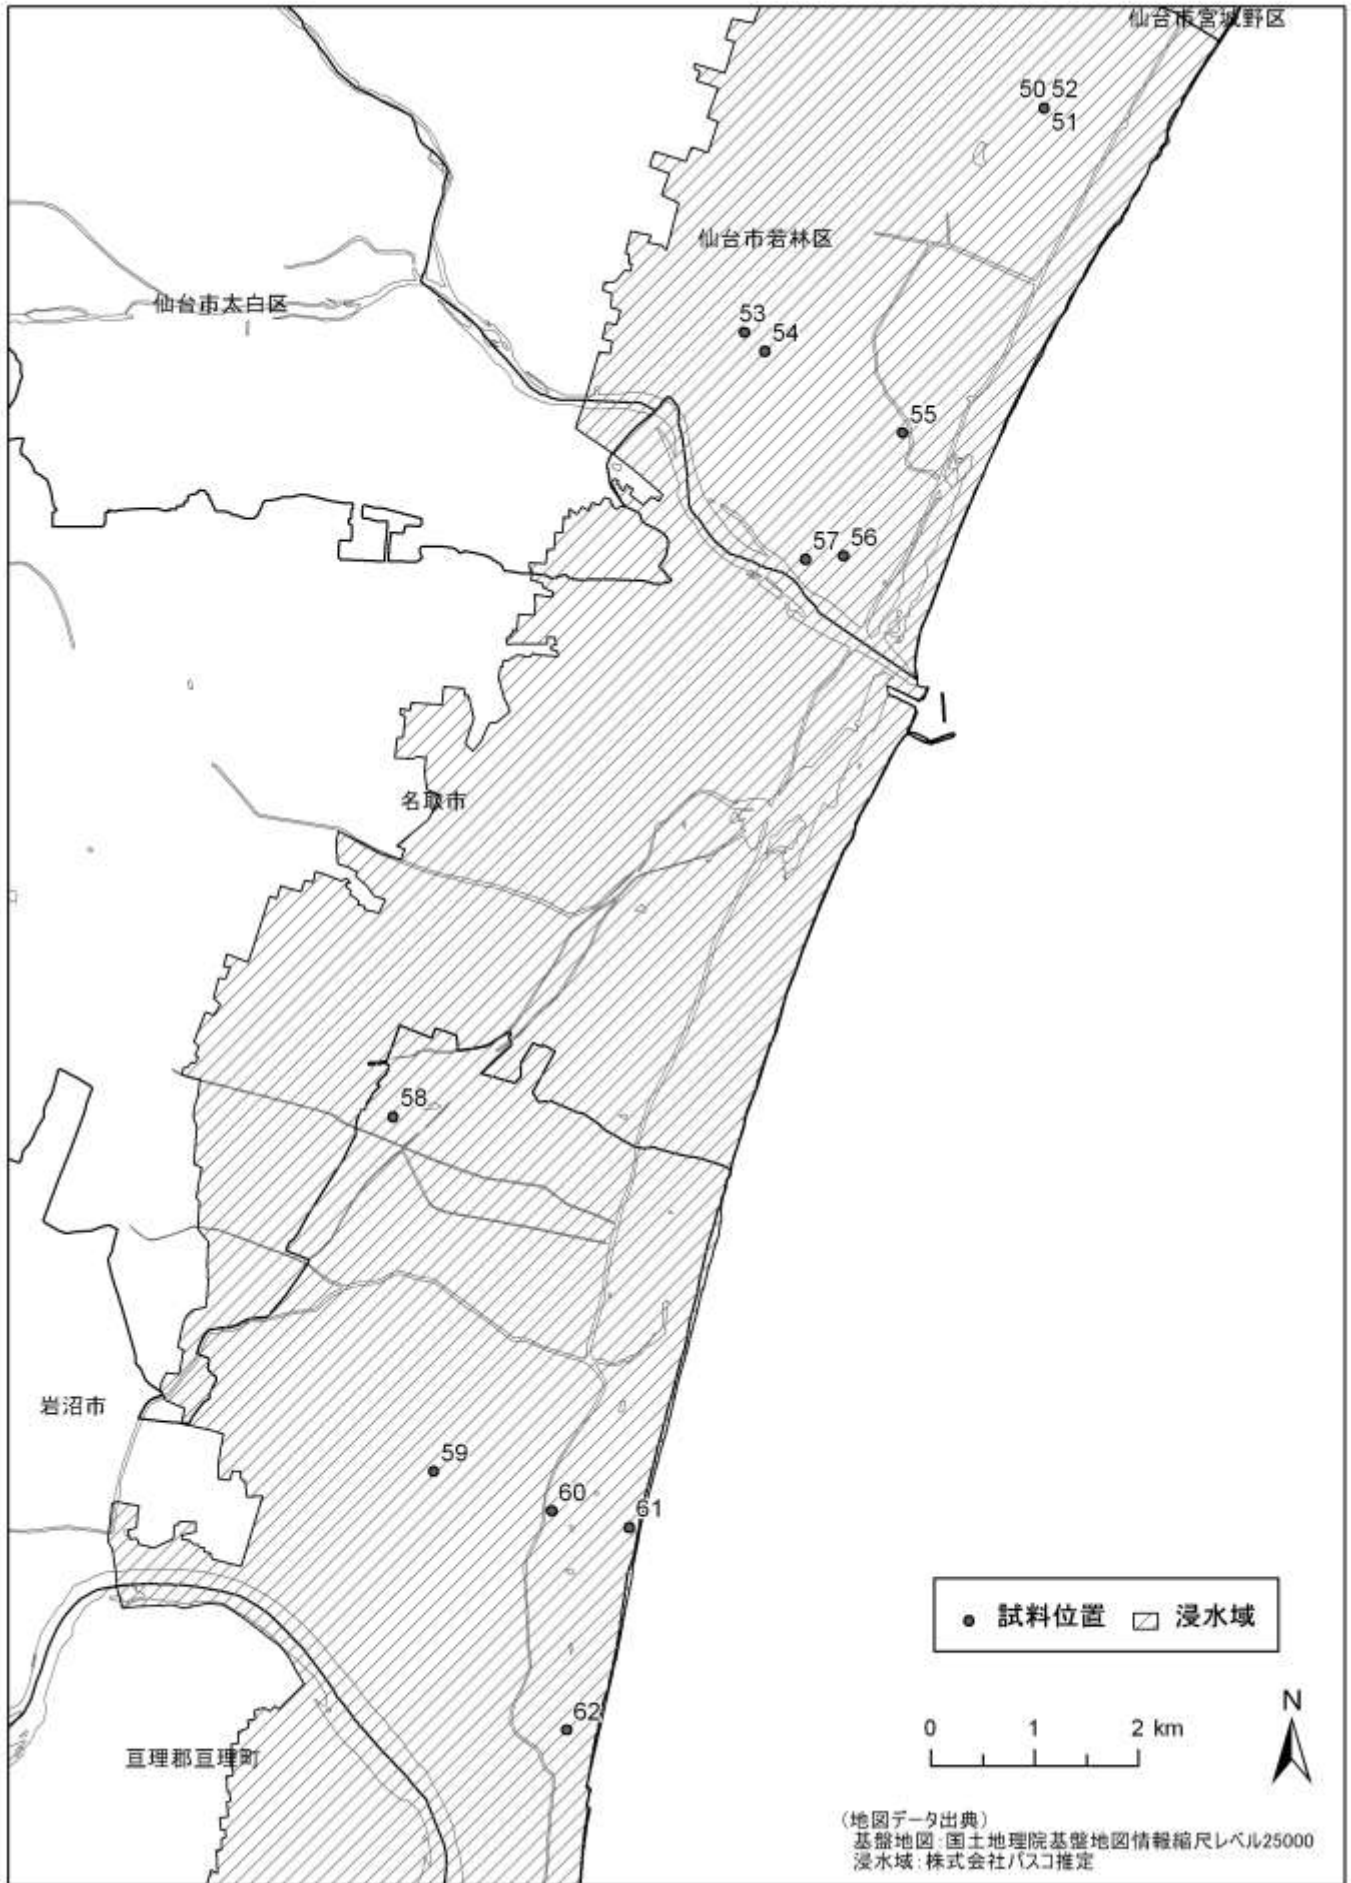 仙台市宮城野区
50 52
51
仙台市若林区
仙台市太白区
53
54
55
57
56
名取市
58
岩沼市
59
60
61
62
亘理郡亘理町
試料位置 浸水域
N
0 1 2 km
(地図データ出典)
基盤地図:国土地理院基盤地図情報縮尺レベル25000
浸水域:株式会社パスコ推定